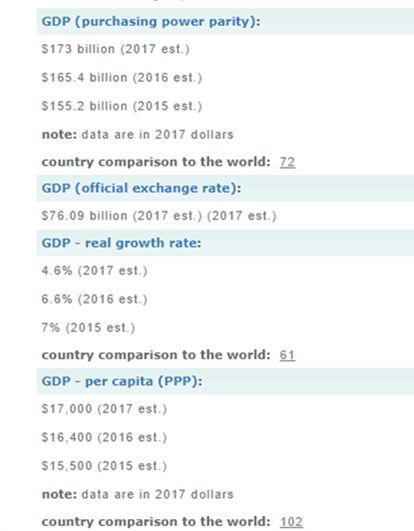 GDP (purchasing power parity):
$173 billion (2017 est.)
$165.4 billion (2016 est.)
$155.2 billion (2015 est.)
note: data are in 2017 dollars
country comparison to the world: 72
GDP (official exchange rate):
$76.09 billion (2017 est.) (2017 est.)
GDP - real growth rate:
4.6% (2017 est.)
6.6% (2016 est.)
7% (2015 est.)
country comparison to the world: 61
GDP - per capita (PPP):
$17,000 (2017 est.)
$16,400 (2016 est.)
$15,500 (2015 est.)
note: data are in 2017 dollars
country comparison to the world: 102